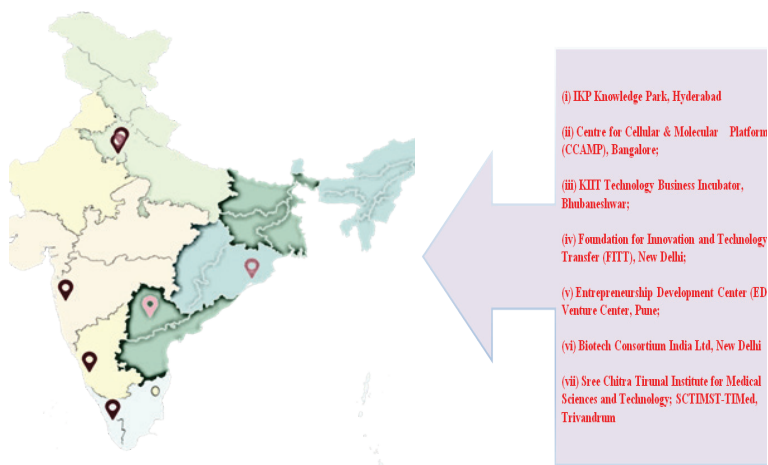 (i) IKP Knowledge Park, Hyderabad
(ii) Centre for Cellular & Molecular Platform
(CCAMP), Bangalore;
(iii) KIIT Technology Business Incubator,
Bhubaneshwar;
(iv) Foundation for Innovation and Technology
Transfer (FITT), New Delhi;
(v) Entrepreneurship Development Center (ED
Venture Center, Pune;
(vi) Biotech Consortium India Ltd, New Delhi
(vii) Sree Chitra Tirunal Institute for Medical
Sciences and Technology; SCTIMST-TIMed,
Trivandrum